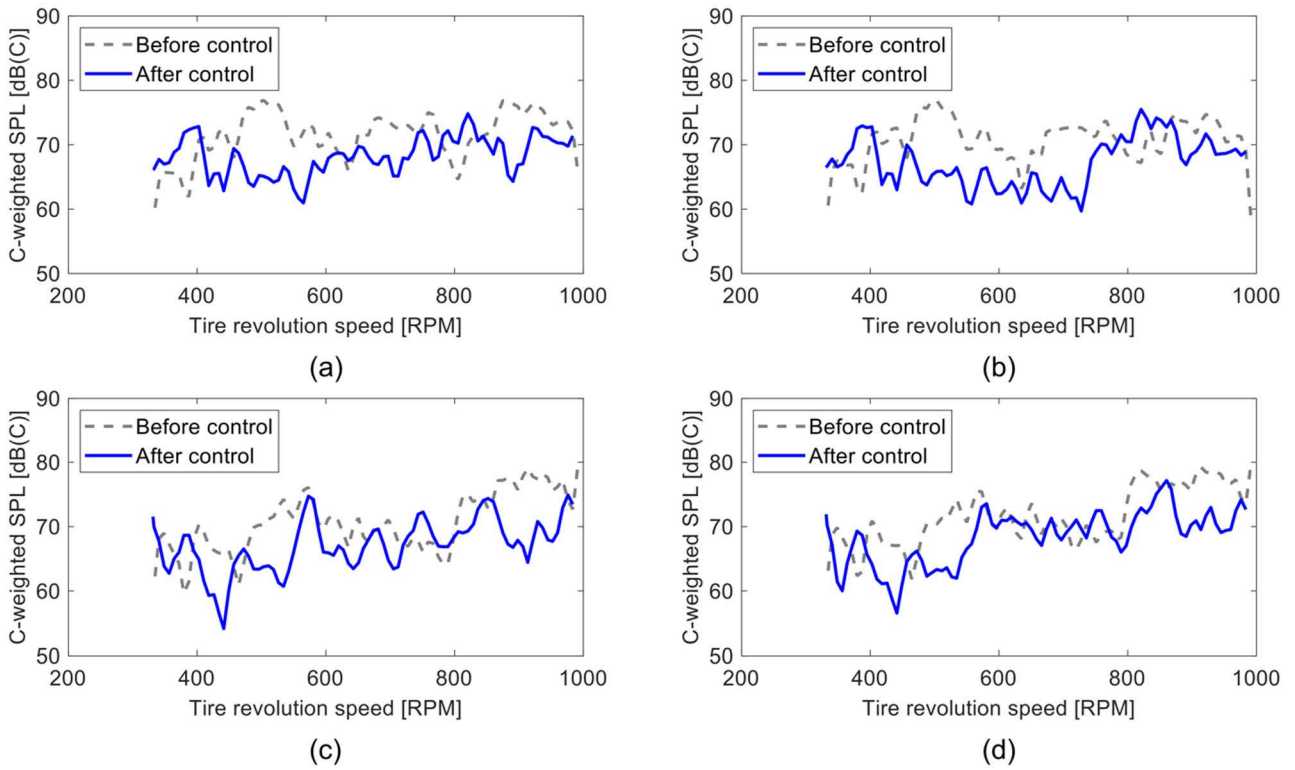 90
80
70
60
50
C-weighted SPL [dB(C)]
Before control
After control
200
400
600
800
1000
Tire revolution speed [RPM]
(a)
90
80
70
60
50
C-weighted SPL [dB(C)]
Before control
After control
200
400
600
800
1000
Tire revolution speed [RPM]
(b)
90
80
70
60
50
C-weighted SPL [dB(C)]
Before control
After control
200
400
600
800
1000
Tire revolution speed [RPM]
(c)
90
80
70
60
50
C-weighted SPL [dB(C)]
Before control
After control
200
400
600
800
1000
Tire revolution speed [RPM]
(d)